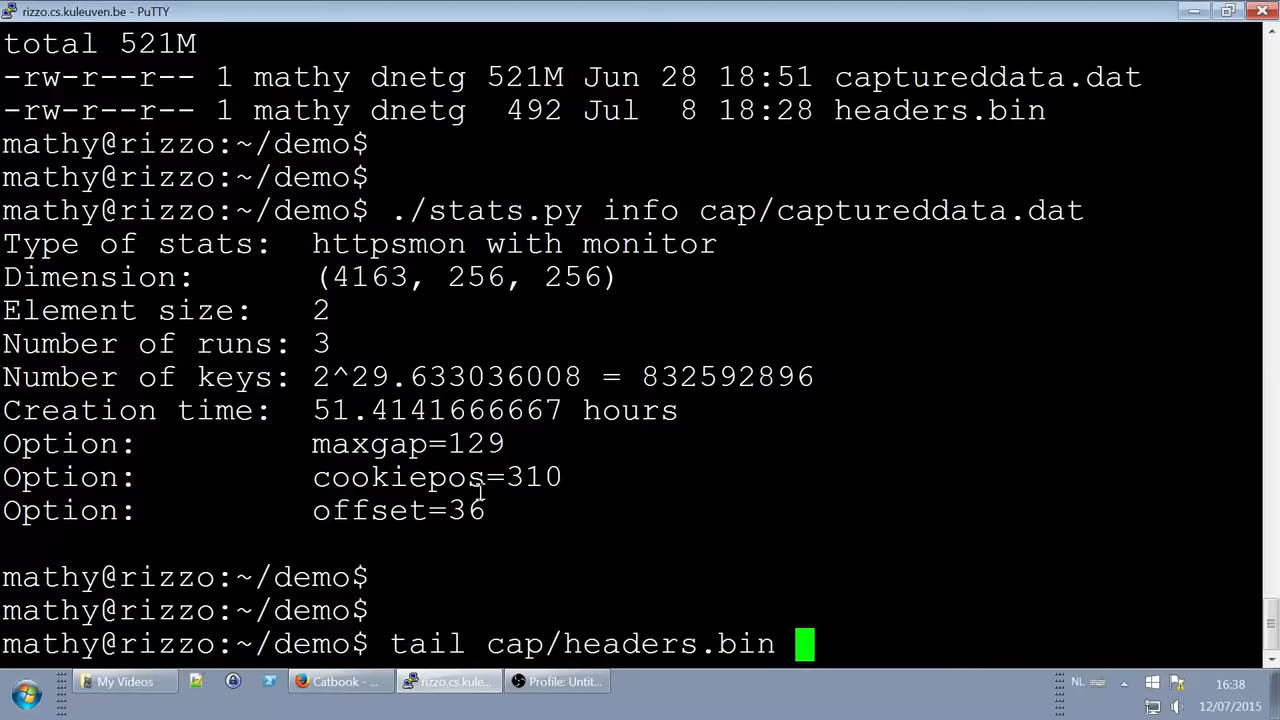 rizzo.cs.kuleuven.be - PuTTY
total 521M
-rw-r--r-- 1 mathy dnetg 521M Jun 28 18:51 captureddata.dat
-rw-r--r-- 1 mathy dnetg  492 Jul  8 18:28 headers.bin
mathy@rizzo:~/demo$
mathy@rizzo:~/demo$
mathy@rizzo:~/demo$ ./stats.py info cap/captureddata.dat
Type of stats:  httpsmon with monitor
Dimension:      (4163, 256, 256)
Element size:   2
Number of runs: 3
Number of keys: 2^29.633036008 = 832592896
Creation time:  51.4141666667 hours
Option:         maxgap=129
Option:         cookiepos=310
Option:         offset=36
mathy@rizzo:~/demo$
mathy@rizzo:~/demo$
mathy@rizzo:~/demo$ tail cap/headers.bin
My Videos
Catbook - ...
rizzo.cs.kule...
Profile: Untit...
NL
16:38
12/07/2015